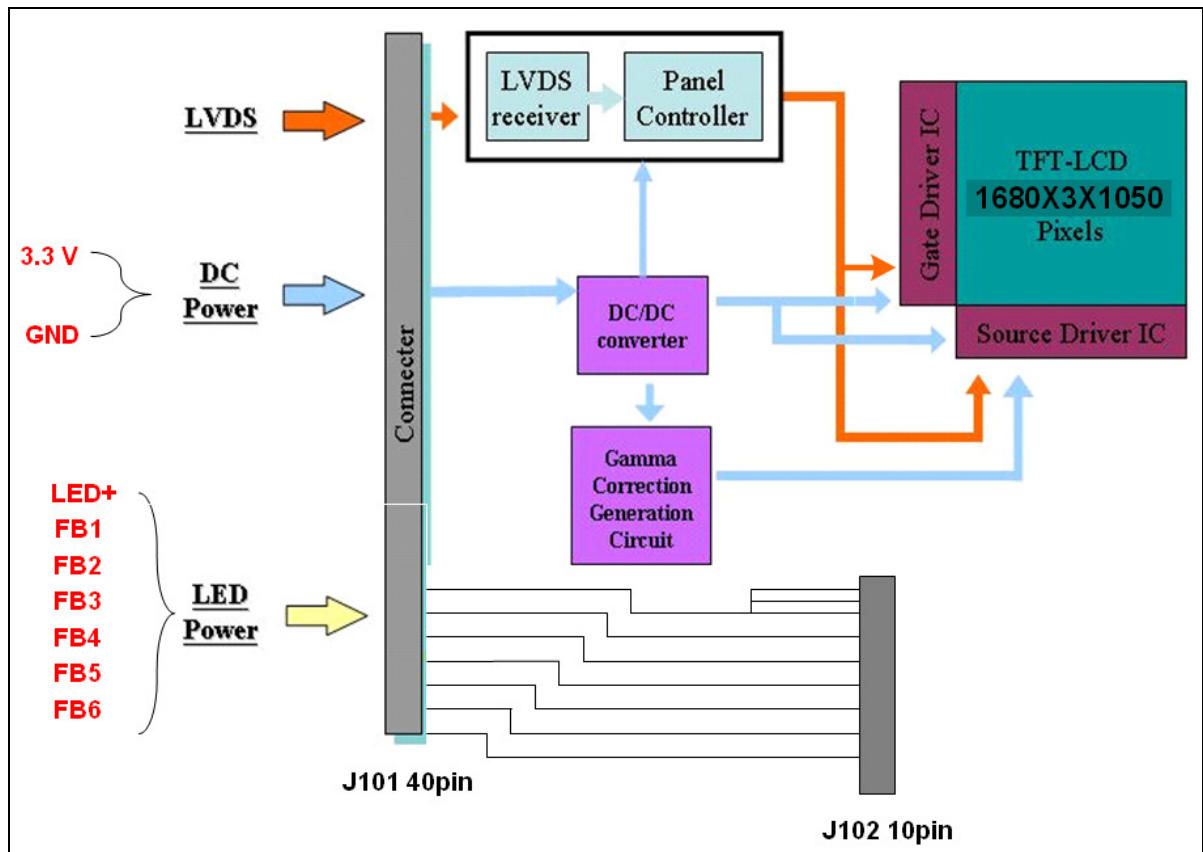 LVDS
3.3 V
GND
DC
Power
LED+
FB1
FB2
FB3
FB4
FB5
FB6
LED
Power
Connecter
J101 40pin
LVDS
receiver
Panel
Controller
DC/DC
converter
Gamma
Correction
Generation
Circuit
Gate Driver IC
TFT-LCD
1680X3X1050
Pixels
Source Driver IC
J102 10pin